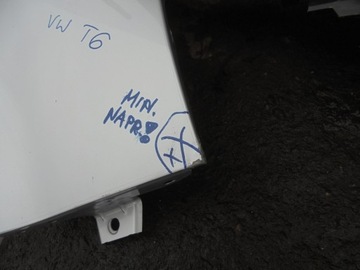 VW T6
MIN.
NAPR!
X
X